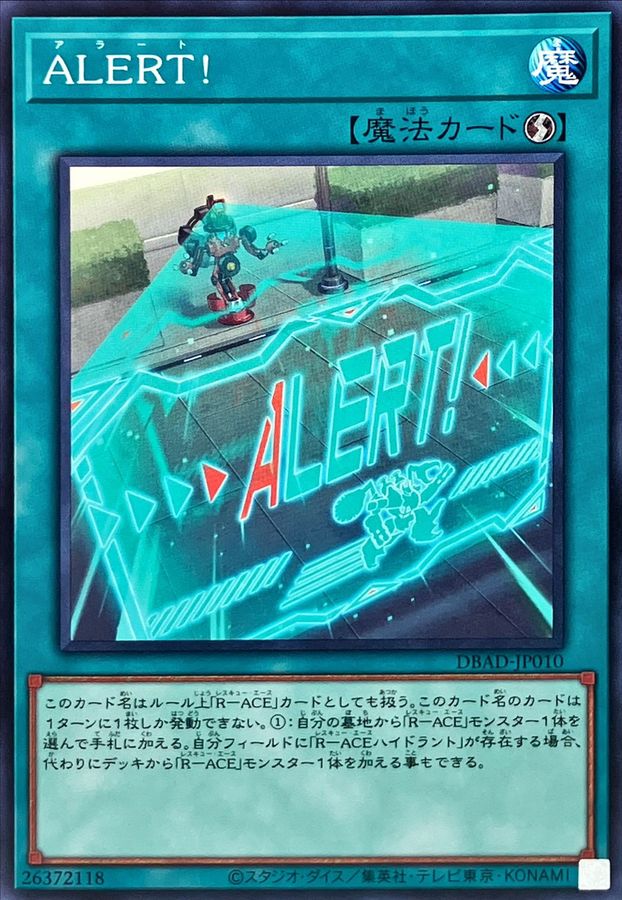 アラート
ALERT!
魔
【魔法カード】
ALERT!
DBAD-JP010
このカード名はルール上「R-ACE」カードとしても扱う。このカード名のカードは
1ターンに1枚しか発動できない。①:自分の墓地から「R-ACE」モンスター1体を
選んで手札に加える。自分フィールドに「R-ACEハイドラント」が存在する場合、
代わりにデッキから「R-ACE」モンスター1体を加える事もできる。
26372118
©スタジオ・ダイス/集英社・テレビ東京・KONAMI